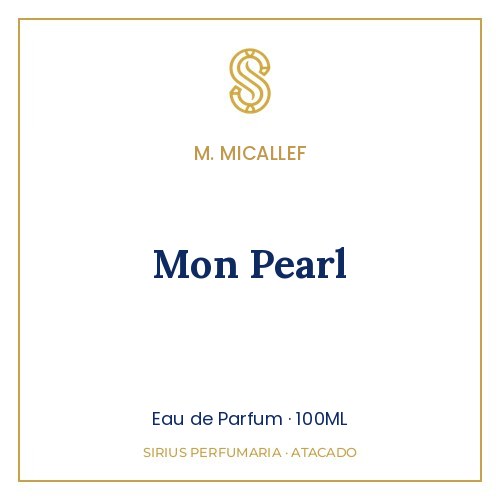 M. MICALLEF
Mon Pearl
Eau de Parfum · 100ML
SIRIUS PERFUMARIA · ATACADO